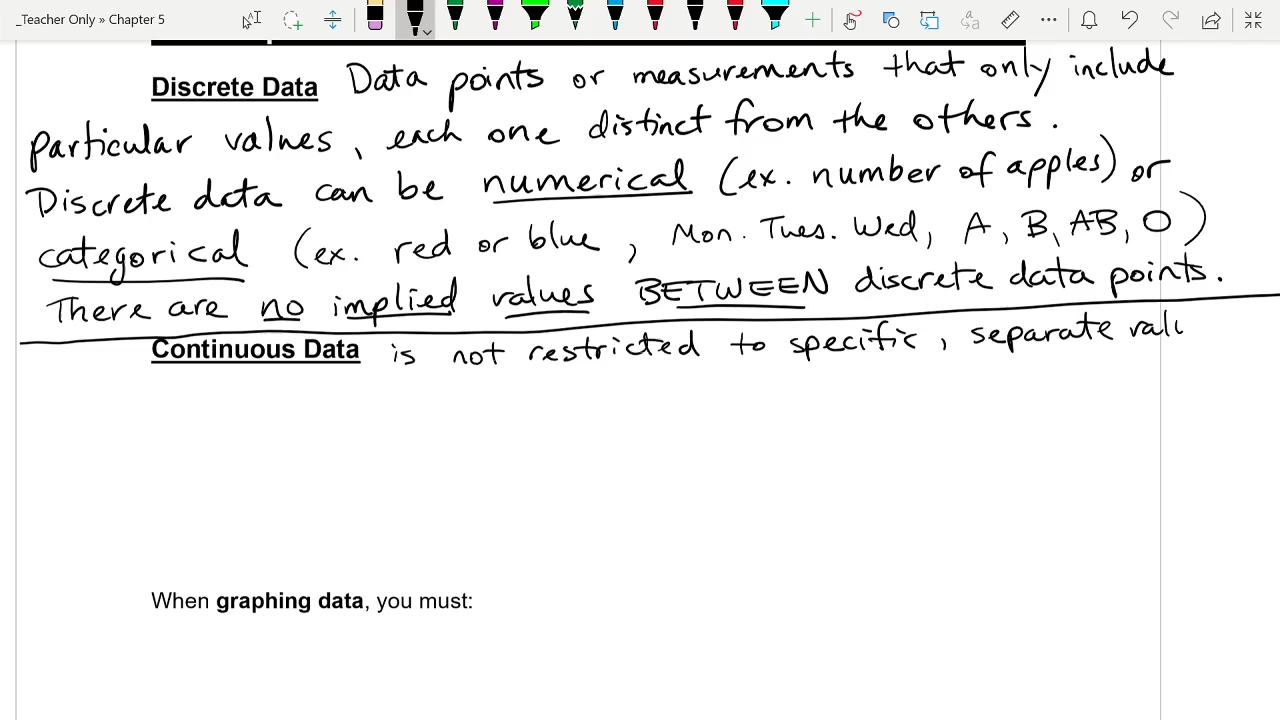 _Teacher Only » Chapter 5
Discrete Data Data points or measurements that only include
particular values, each one distinct from the others.
Discrete data can be numerical (ex. number of apples) or
categorical (ex. red or blue, Mon. Tues. Wed, A, B, AB, O)
There are no implied values BETWEEN discrete data points.
Continuous Data is not restricted to specific, separate valu
When graphing data, you must: